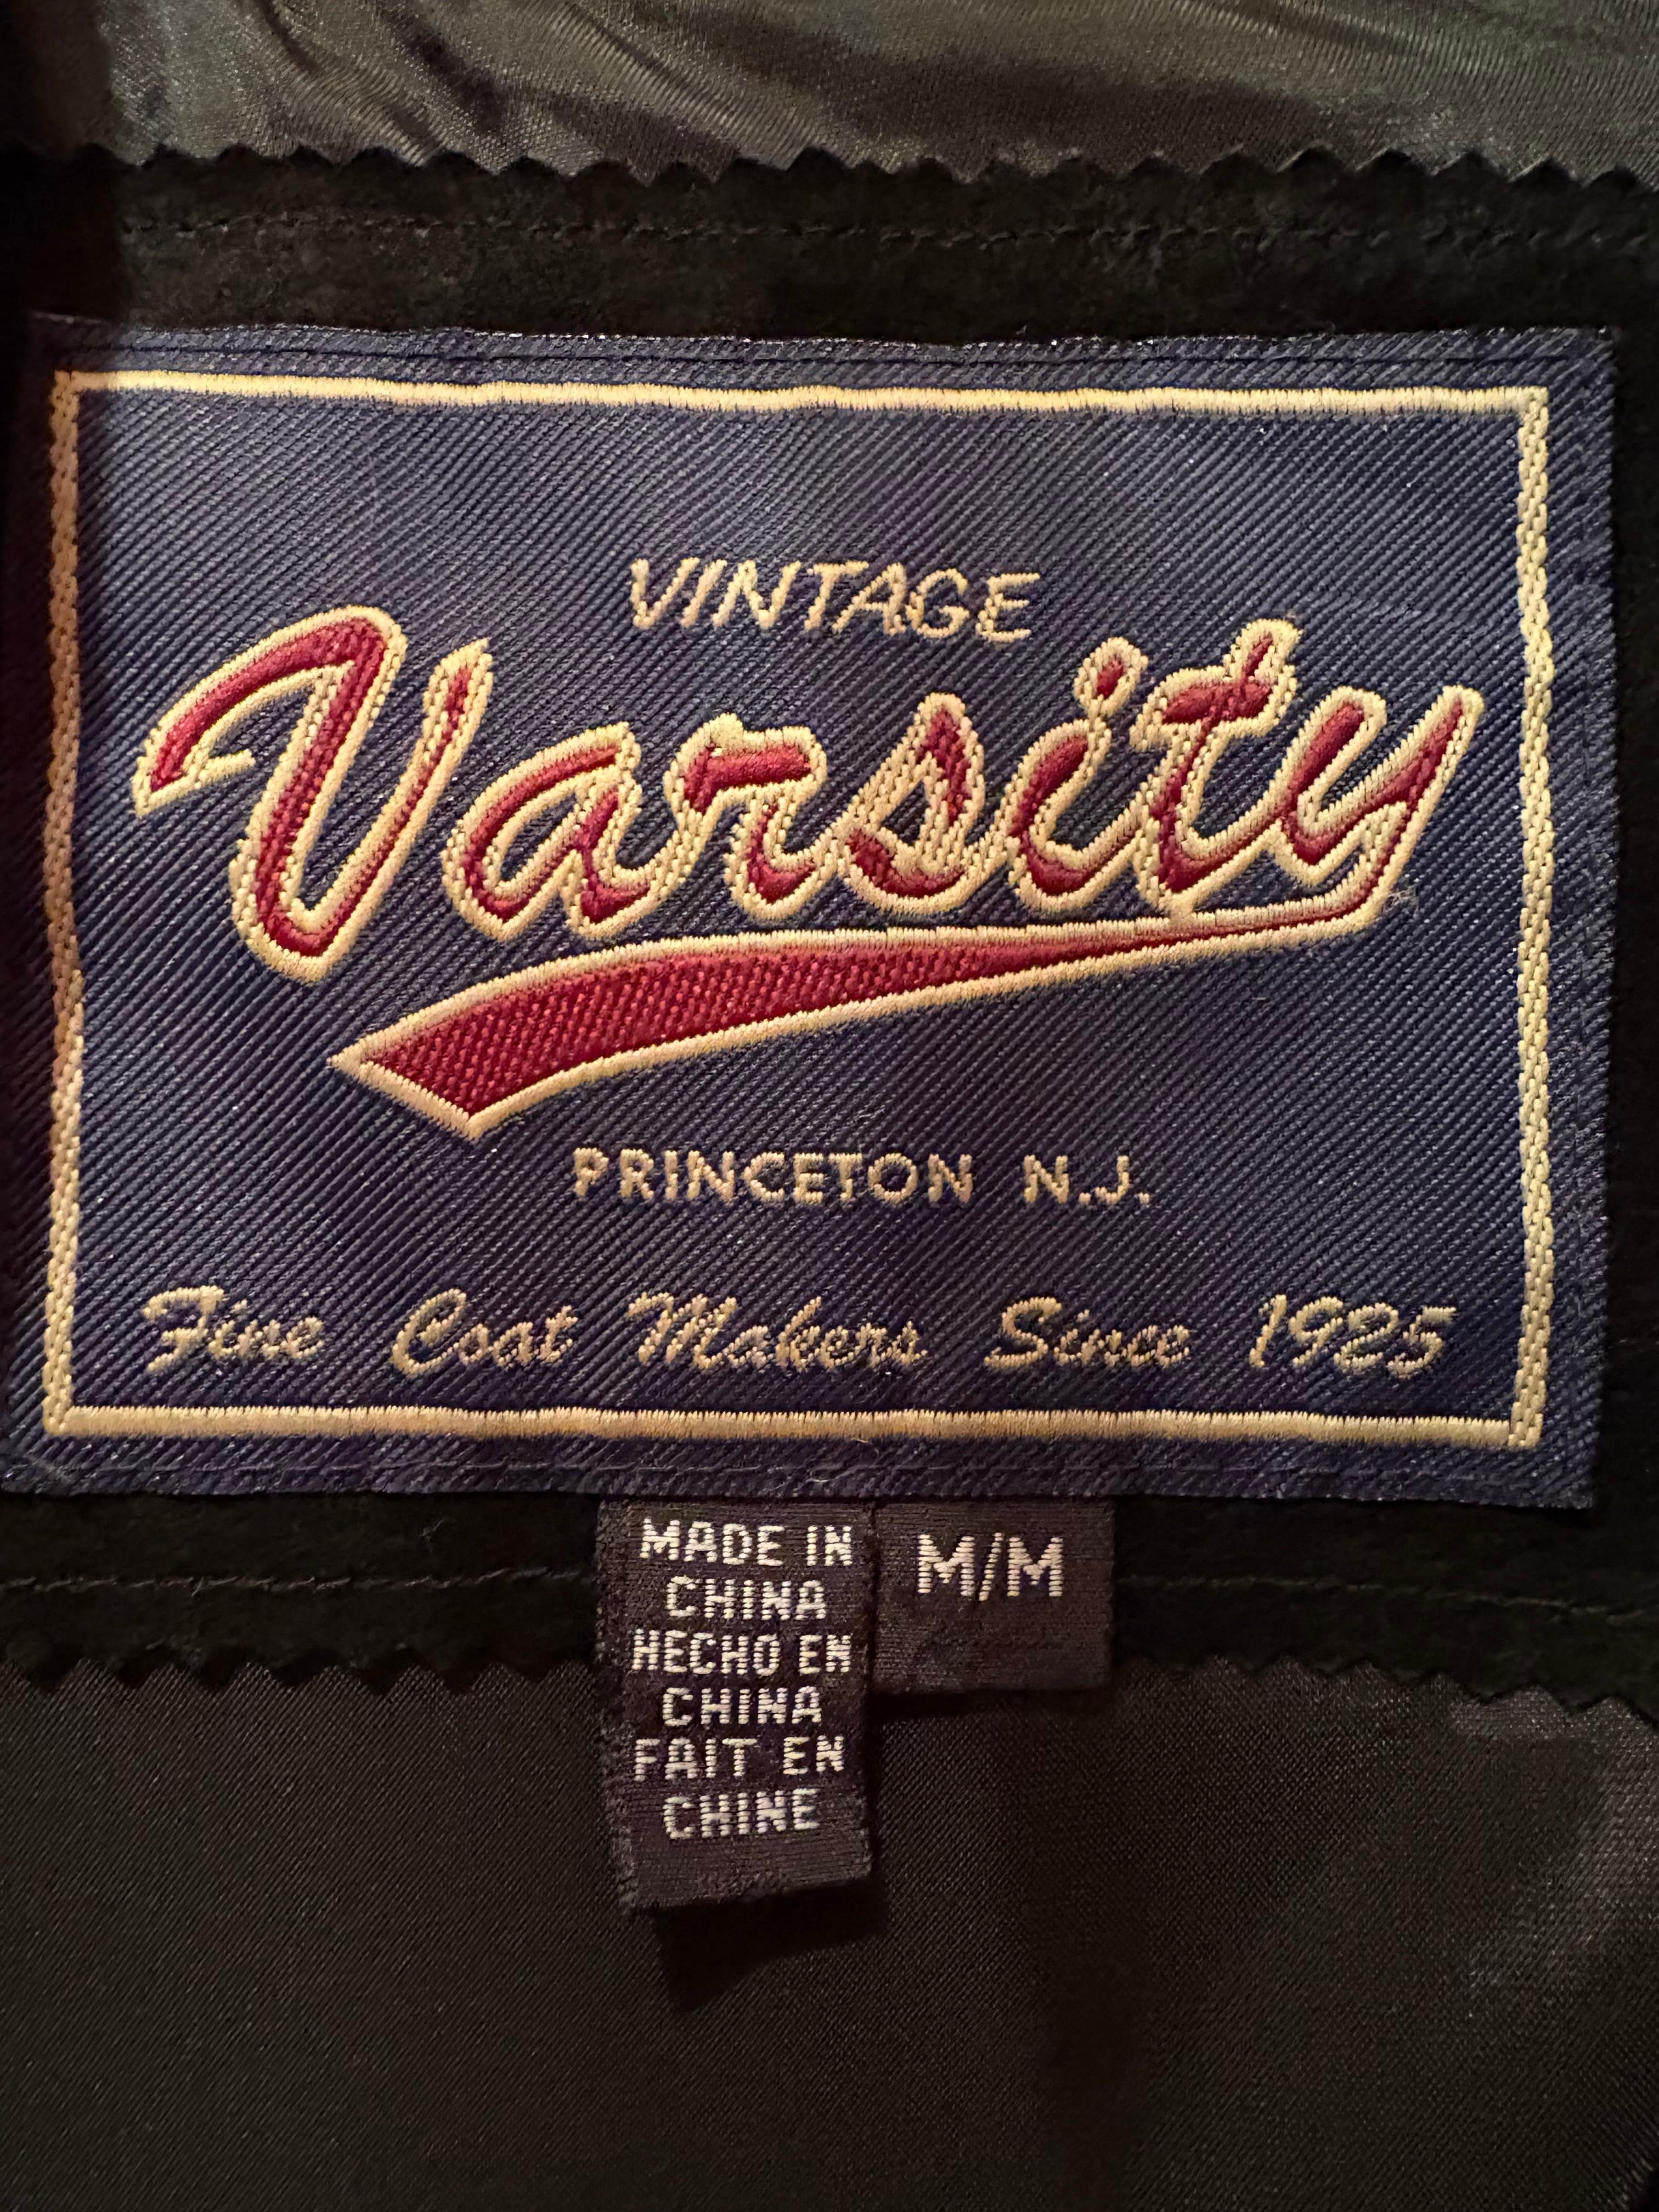 VINTAGE
Varsity
PRINCETON N.J.
Fine Coat Makers Since 1925
MADE IN
CHINA
HECHO EN
CHINA
FAIT EN
CHINE
M/M